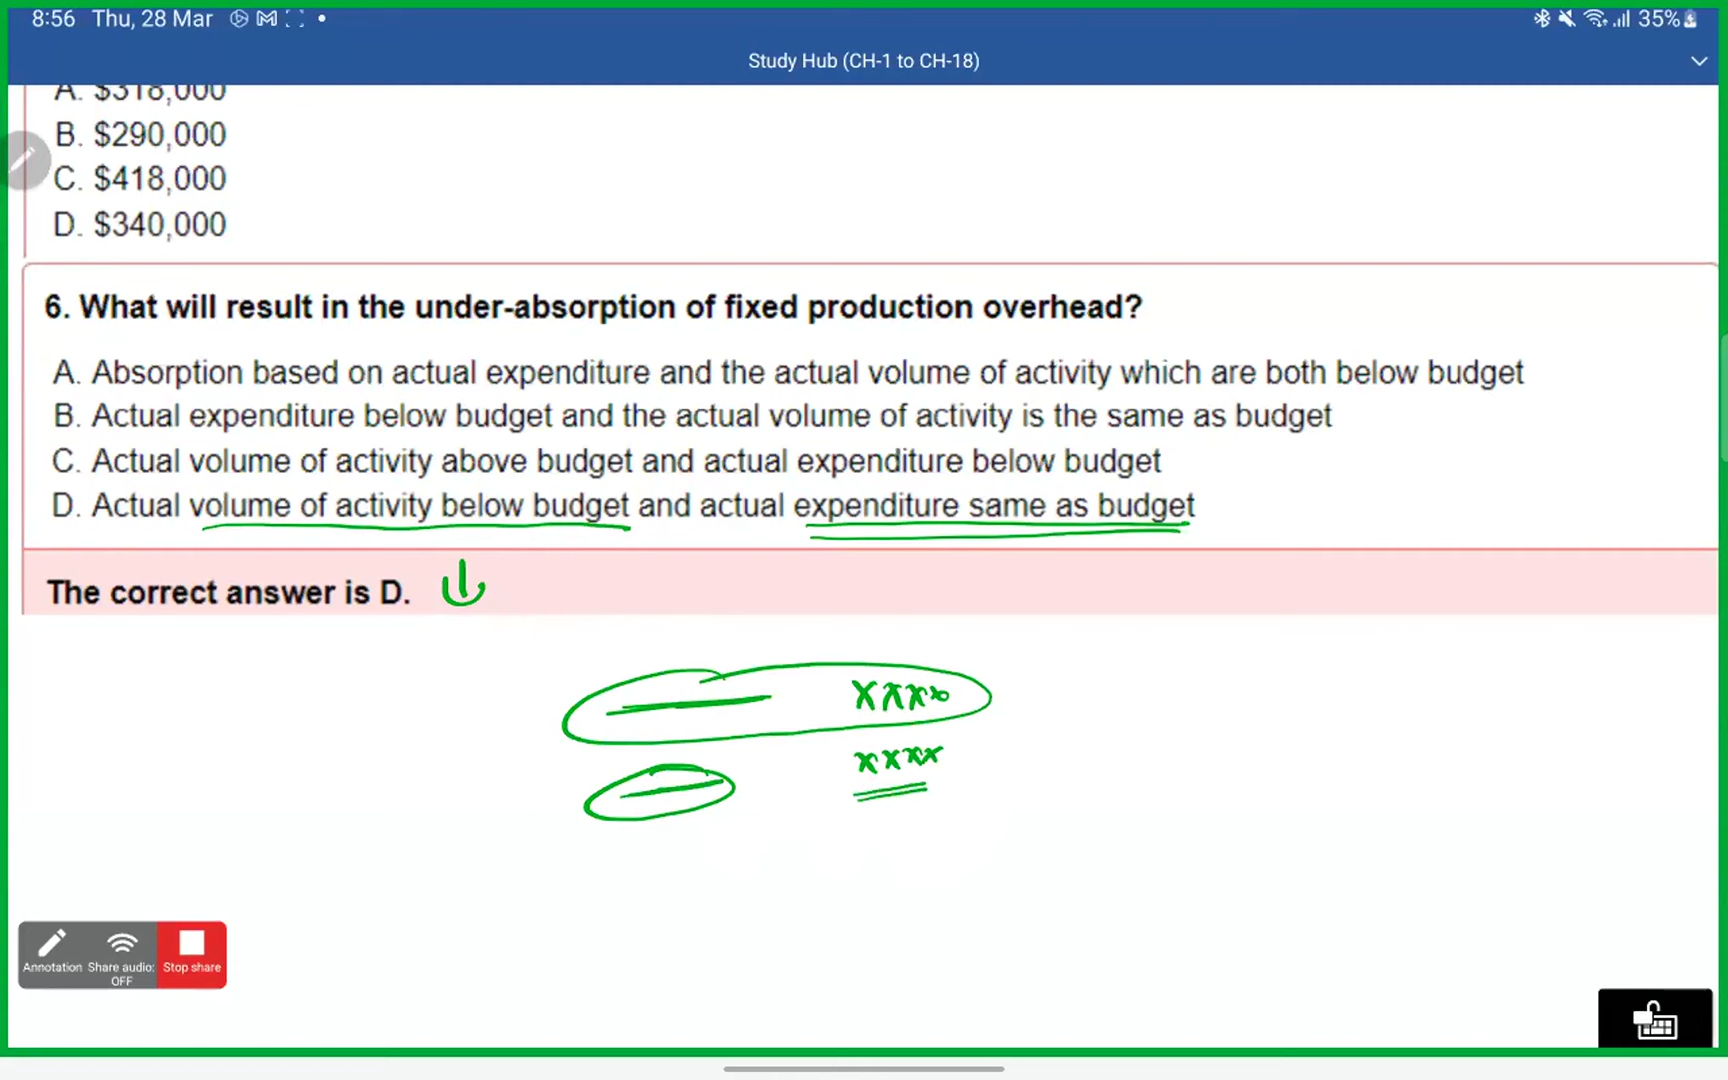 8:56 Thu, 28 Mar
35%
Study Hub (CH-1 to CH-18)
A. $318,000
B. $290,000
C. $418,000
D. $340,000
6. What will result in the under-absorption of fixed production overhead?
A. Absorption based on actual expenditure and the actual volume of activity which are both below budget
B. Actual expenditure below budget and the actual volume of activity is the same as budget
C. Actual volume of activity above budget and actual expenditure below budget
D. Actual volume of activity below budget and actual expenditure same as budget
The correct answer is D.
xxxx
xxxx
Annotation
Share audio: OFF
Stop share